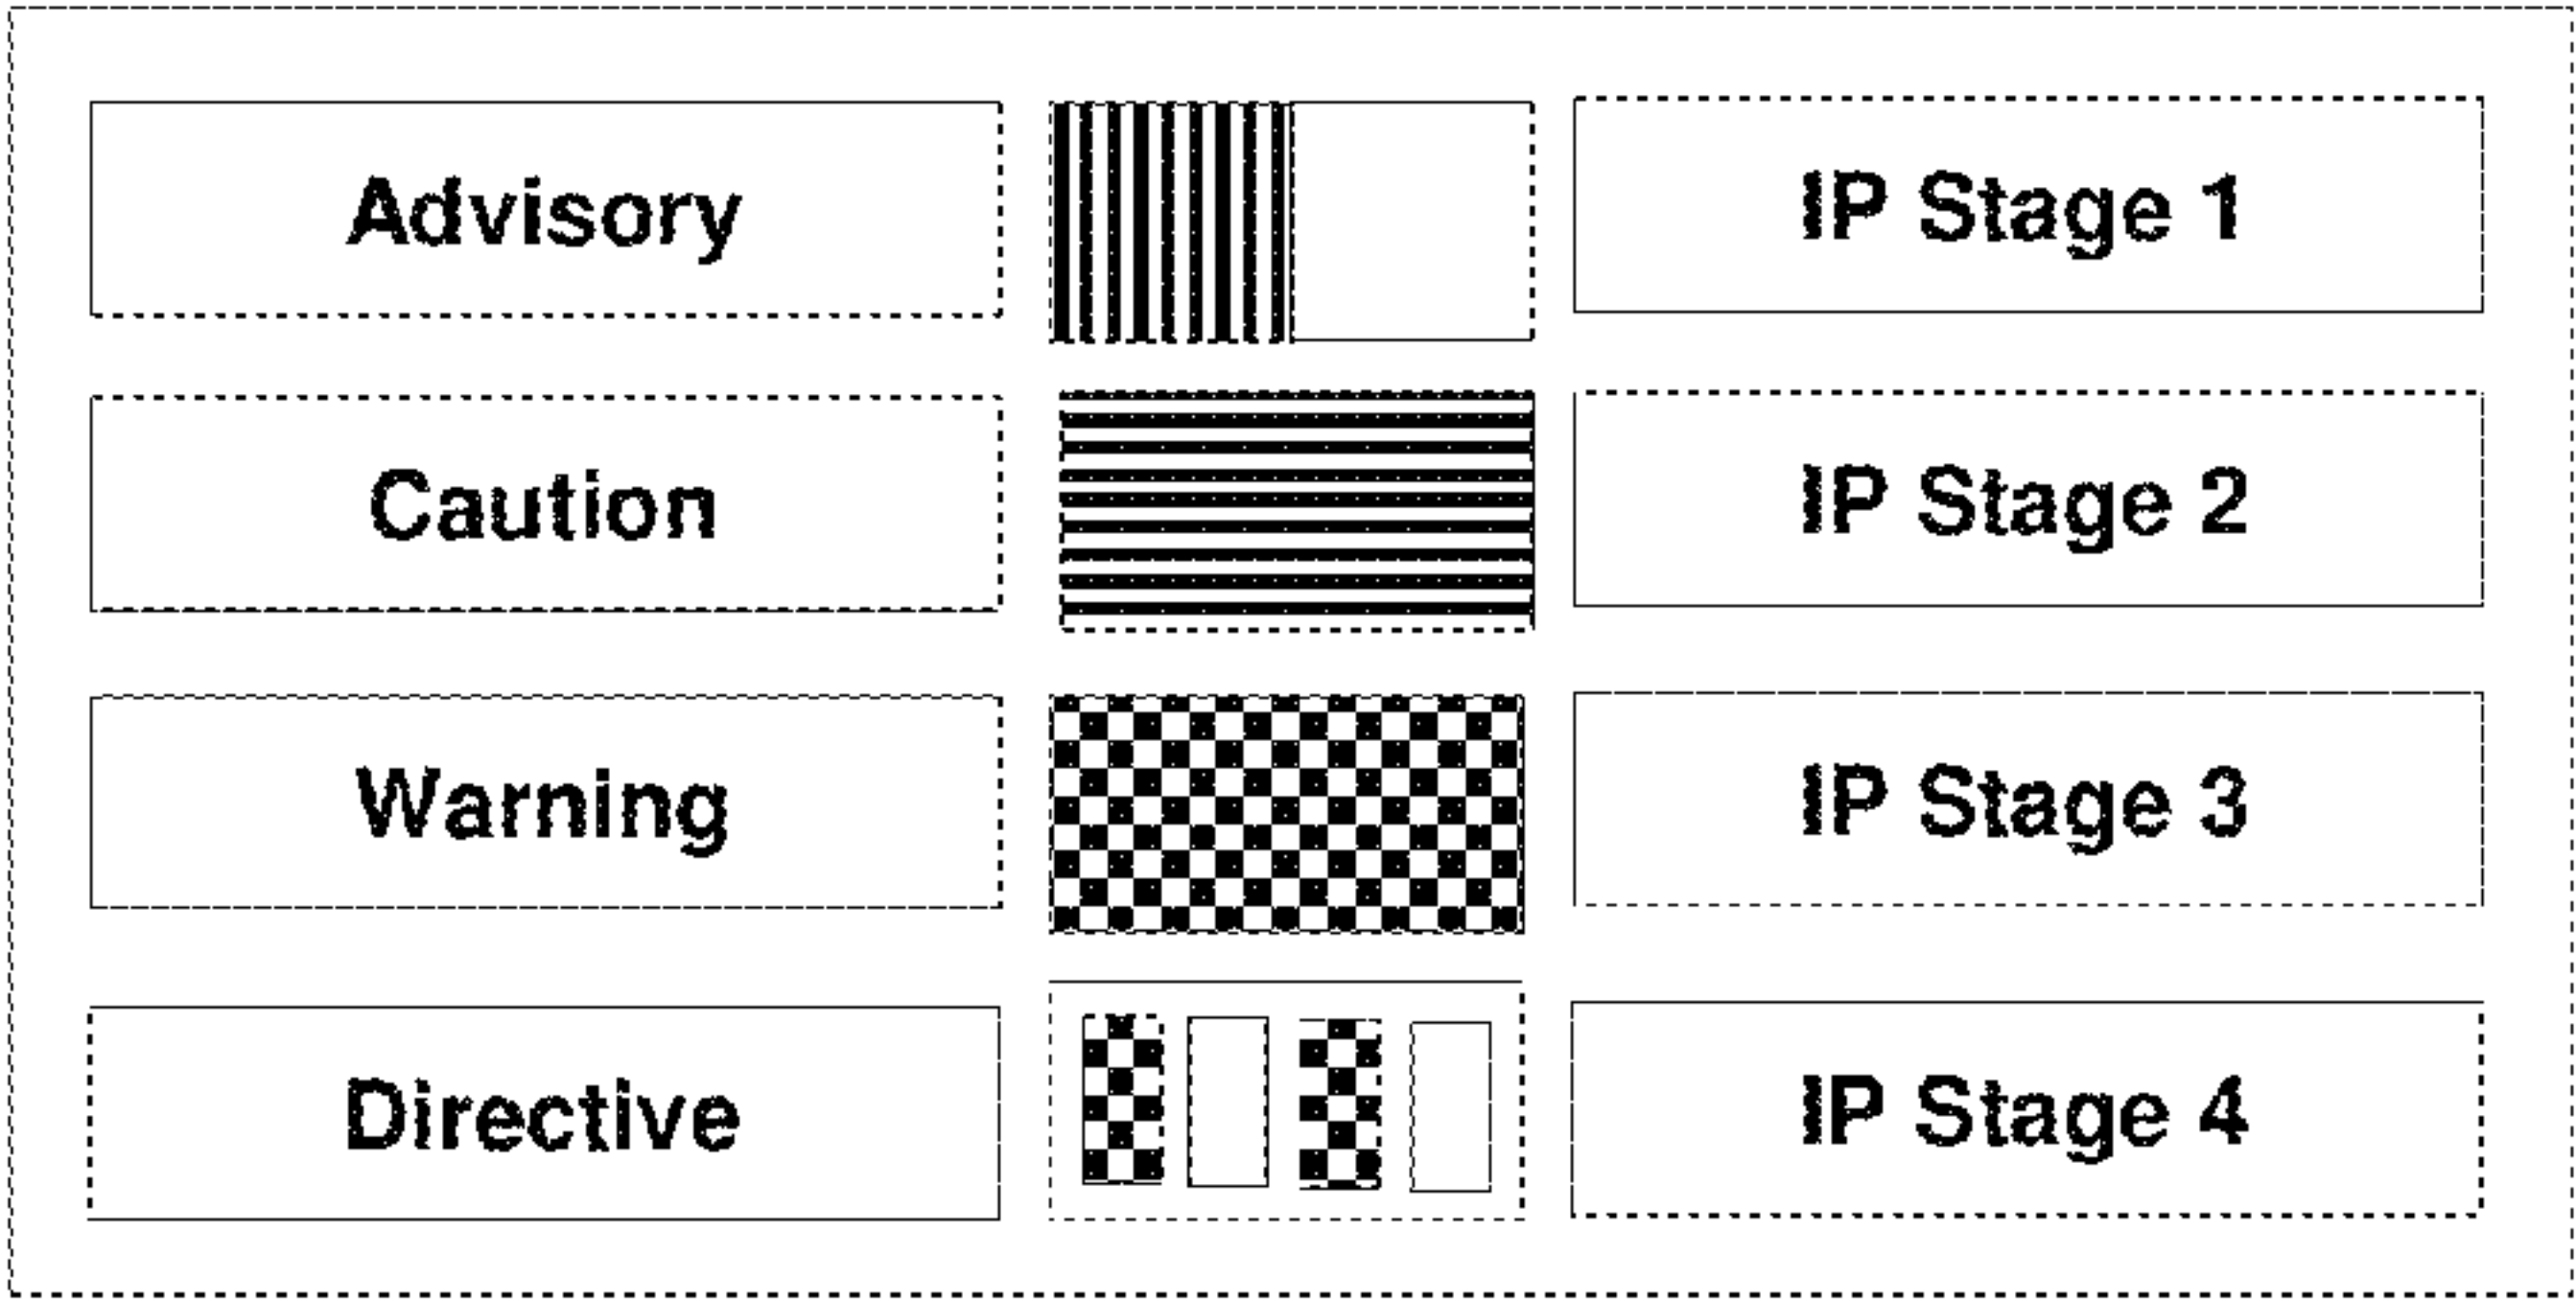 Advisory
IP Stage 1
Caution
IP Stage 2
Warning
IP Stage 3
Directive
IP Stage 4